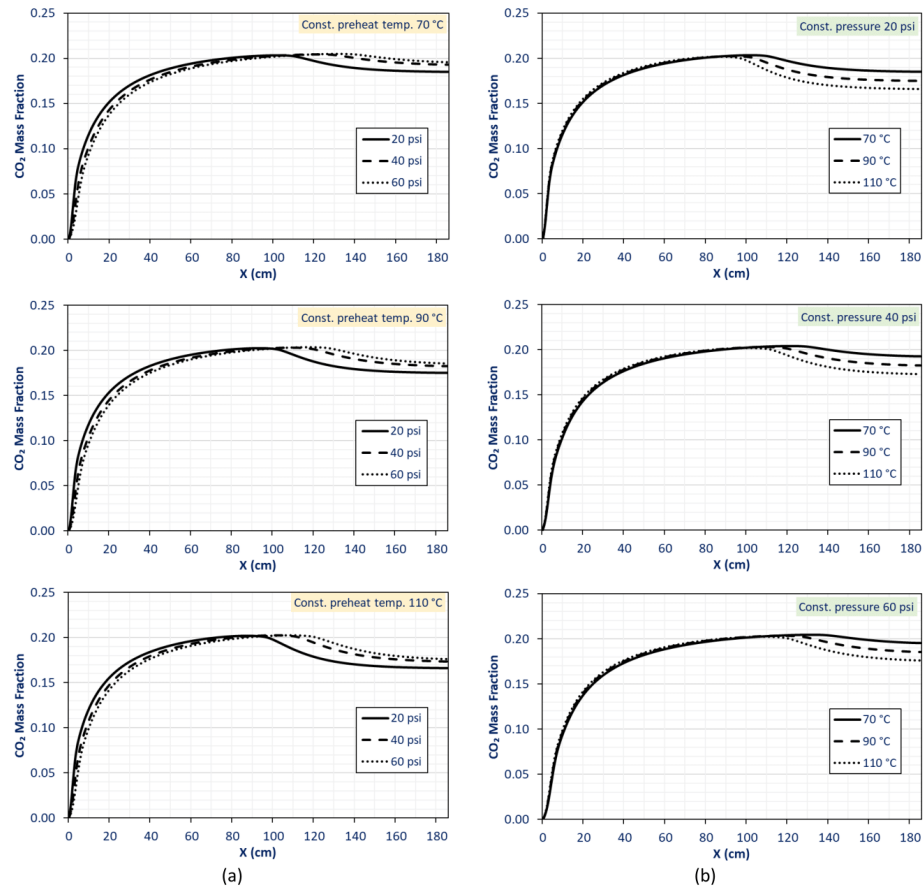 Const. preheat temp. 70 °C
CO₂ Mass Fraction
0.25
0.20
0.15
0.10
0.05
0.00
20 psi
40 psi
60 psi
0 20 40 60 80 100 120 140 160 180
X (cm)
Const. pressure 20 psi
CO₂ Mass Fraction
0.25
0.20
0.15
0.10
0.05
0.00
70 °C
90 °C
110 °C
0 20 40 60 80 100 120 140 160 180
X (cm)
Const. preheat temp. 90 °C
CO₂ Mass Fraction
0.25
0.20
0.15
0.10
0.05
0.00
20 psi
40 psi
60 psi
0 20 40 60 80 100 120 140 160 180
X (cm)
Const. pressure 40 psi
CO₂ Mass Fraction
0.25
0.20
0.15
0.10
0.05
0.00
70 °C
90 °C
110 °C
0 20 40 60 80 100 120 140 160 180
X (cm)
Const. preheat temp. 110 °C
CO₂ Mass Fraction
0.25
0.20
0.15
0.10
0.05
0.00
20 psi
40 psi
60 psi
0 20 40 60 80 100 120 140 160 180
X (cm)
Const. pressure 60 psi
CO₂ Mass Fraction
0.25
0.20
0.15
0.10
0.05
0.00
70 °C
90 °C
110 °C
0 20 40 60 80 100 120 140 160 180
X (cm)
(a)
(b)